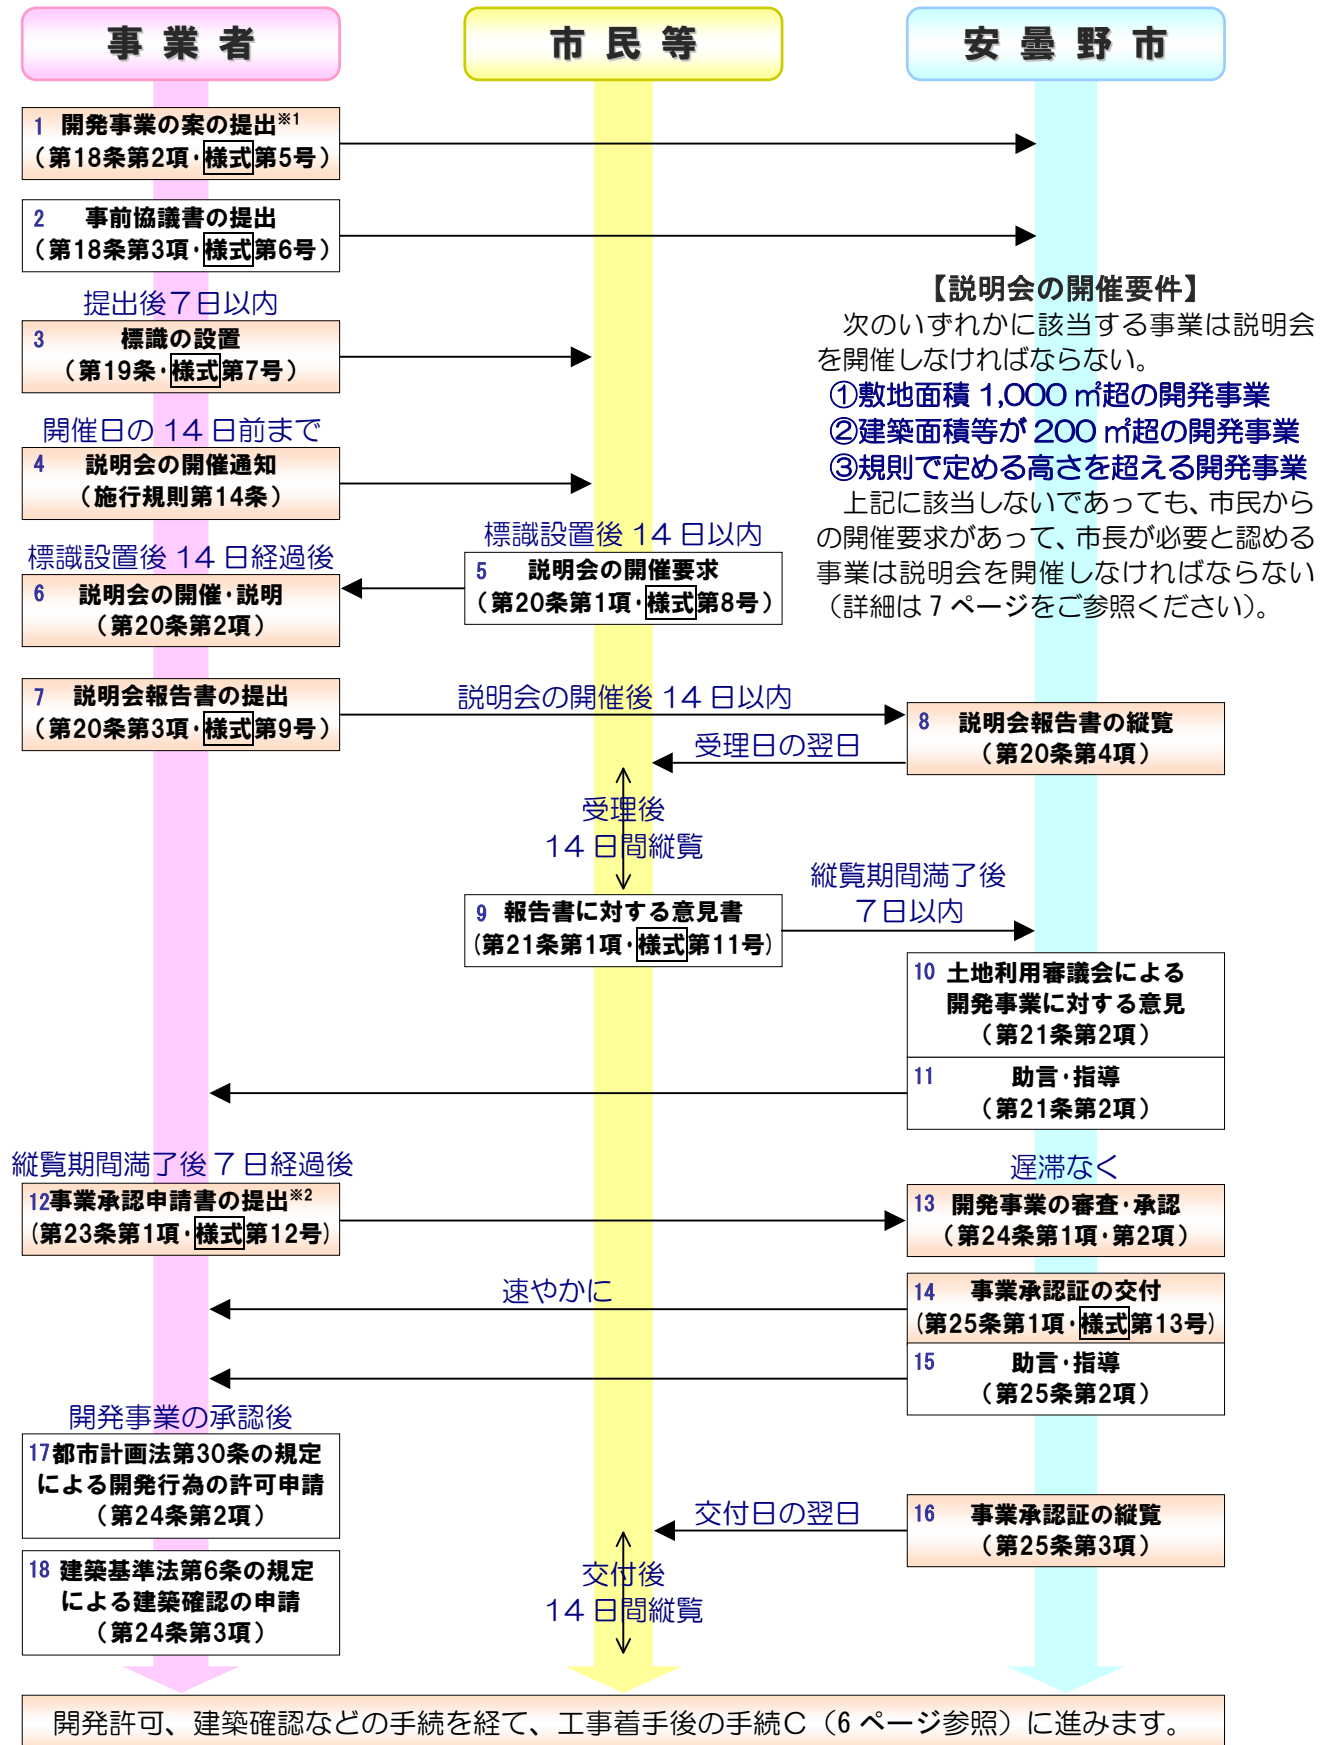 事業者
市民等
安曇野市
1 開発事業の案の提出※1
（第18条第2項・様式第5号）
2 事前協議書の提出
（第18条第3項・様式第6号）
提出後７日以内
3 標識の設置
（第19条・様式第7号）
開催日の 14 日前まで
4 説明会の開催通知
（施行規則第14条）
【説明会の開催要件】
次のいずれかに該当する事業は説明会
を開催しなければならない。
①敷地面積 1,000 ㎡超の開発事業
②建築面積等が 200 ㎡超の開発事業
③規則で定める高さを超える開発事業
上記に該当しないであっても、市民から
の開催要求があって、市長が必要と認める
事業は説明会を開催しなければならない
（詳細は 7 ページをご参照ください）。
標識設置後 14 日以内
5 説明会の開催要求
（第20条第1項・様式第8号）
標識設置後 14 日経過後
6 説明会の開催・説明
（第20条第2項）
7 説明会報告書の提出
（第20条第3項・様式第9号）
説明会の開催後 14 日以内
8 説明会報告書の縦覧
（第20条第4項）
受理日の翌日
受理後
14 日間縦覧
縦覧期間満了後
７日以内
9 報告書に対する意見書
(第21条第1項・様式第11号)
10 土地利用審議会による
開発事業に対する意見
（第21条第2項）
11 助言・指導
（第21条第2項）
縦覧期間満了後 7 日経過後
12事業承認申請書の提出※2
(第23条第1項・様式第12号)
遅滞なく
13 開発事業の審査・承認
（第24条第1項・第2項）
速やかに
14 事業承認証の交付
(第25条第1項・様式第13号)
15 助言・指導
（第25条第2項）
開発事業の承認後
17都市計画法第30条の規定
による開発行為の許可申請
（第24条第2項）
交付日の翌日
16 事業承認証の縦覧
（第25条第3項）
18 建築基準法第6条の規定
による建築確認の申請
（第24条第3項）
交付後
14 日間縦覧
開発許可、建築確認などの手続を経て、工事着手後の手続Ｃ（6 ページ参照）に進みます。